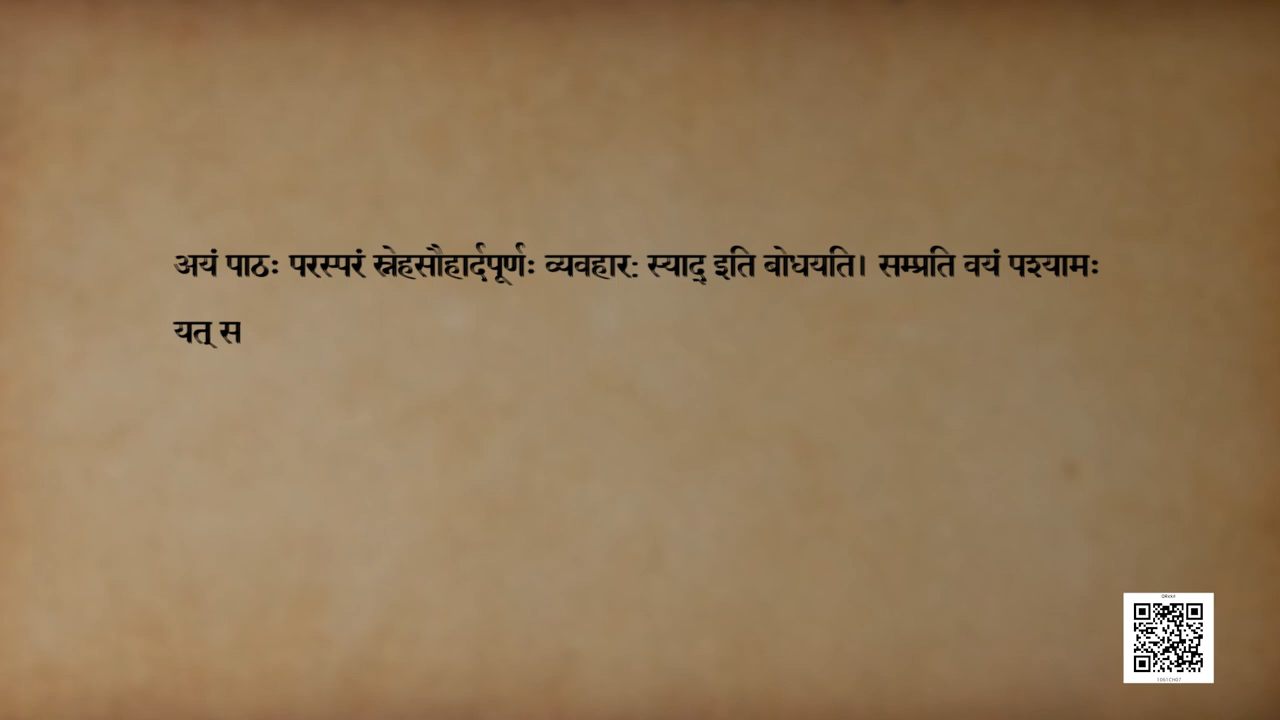 अयं पाठः परस्परं स्नेहसौहार्दपूर्णः व्यवहार: स्याद् इति बोधयति। सम्प्रति वयं पश्यामः
यत् स